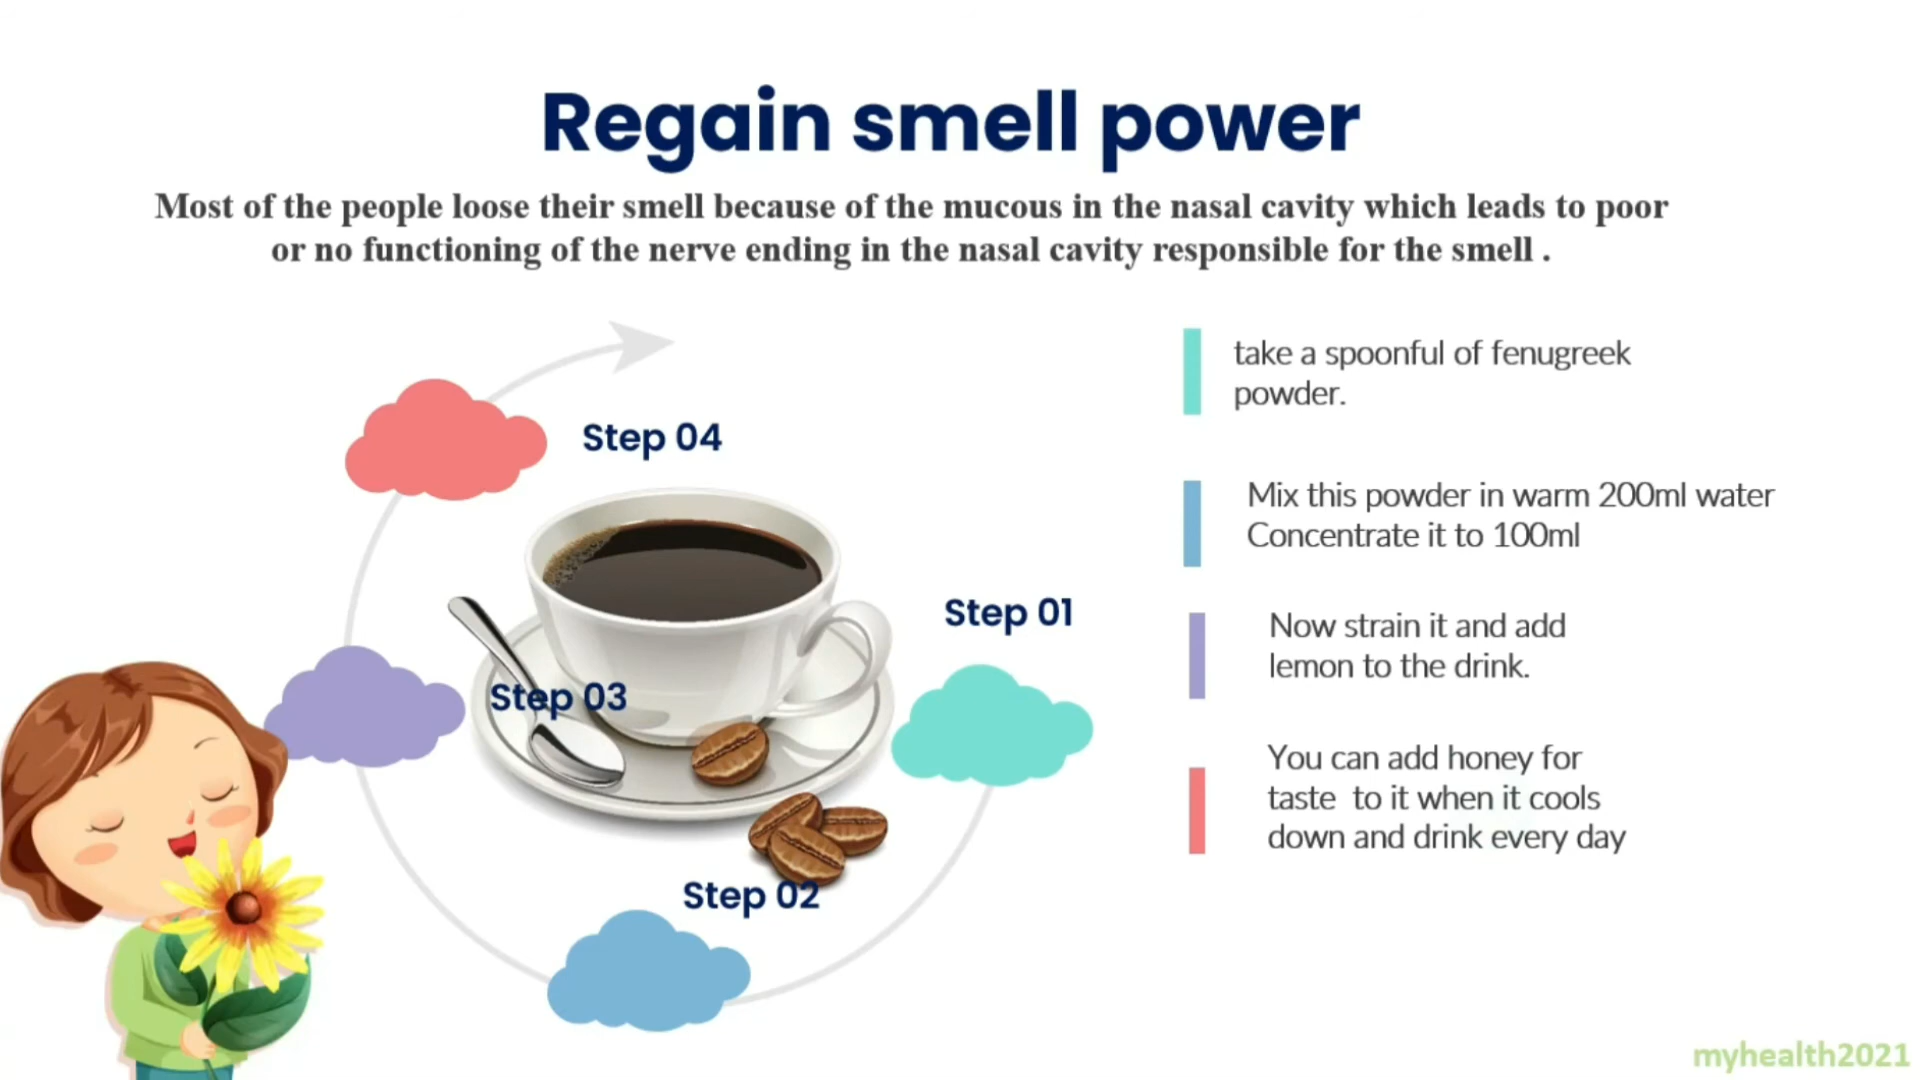 Regain smell power
Most of the people loose their smell because of the mucous in the nasal cavity which leads to poor
or no functioning of the nerve ending in the nasal cavity responsible for the smell .
take a spoonful of fenugreek
powder.
Step 04
Mix this powder in warm 200ml water
Concentrate it to 100ml
Step 01
Now strain it and add
lemon to the drink.
Step 03
You can add honey for
taste  to it when it cools
down and drink every day
Step 02
myhealth2021